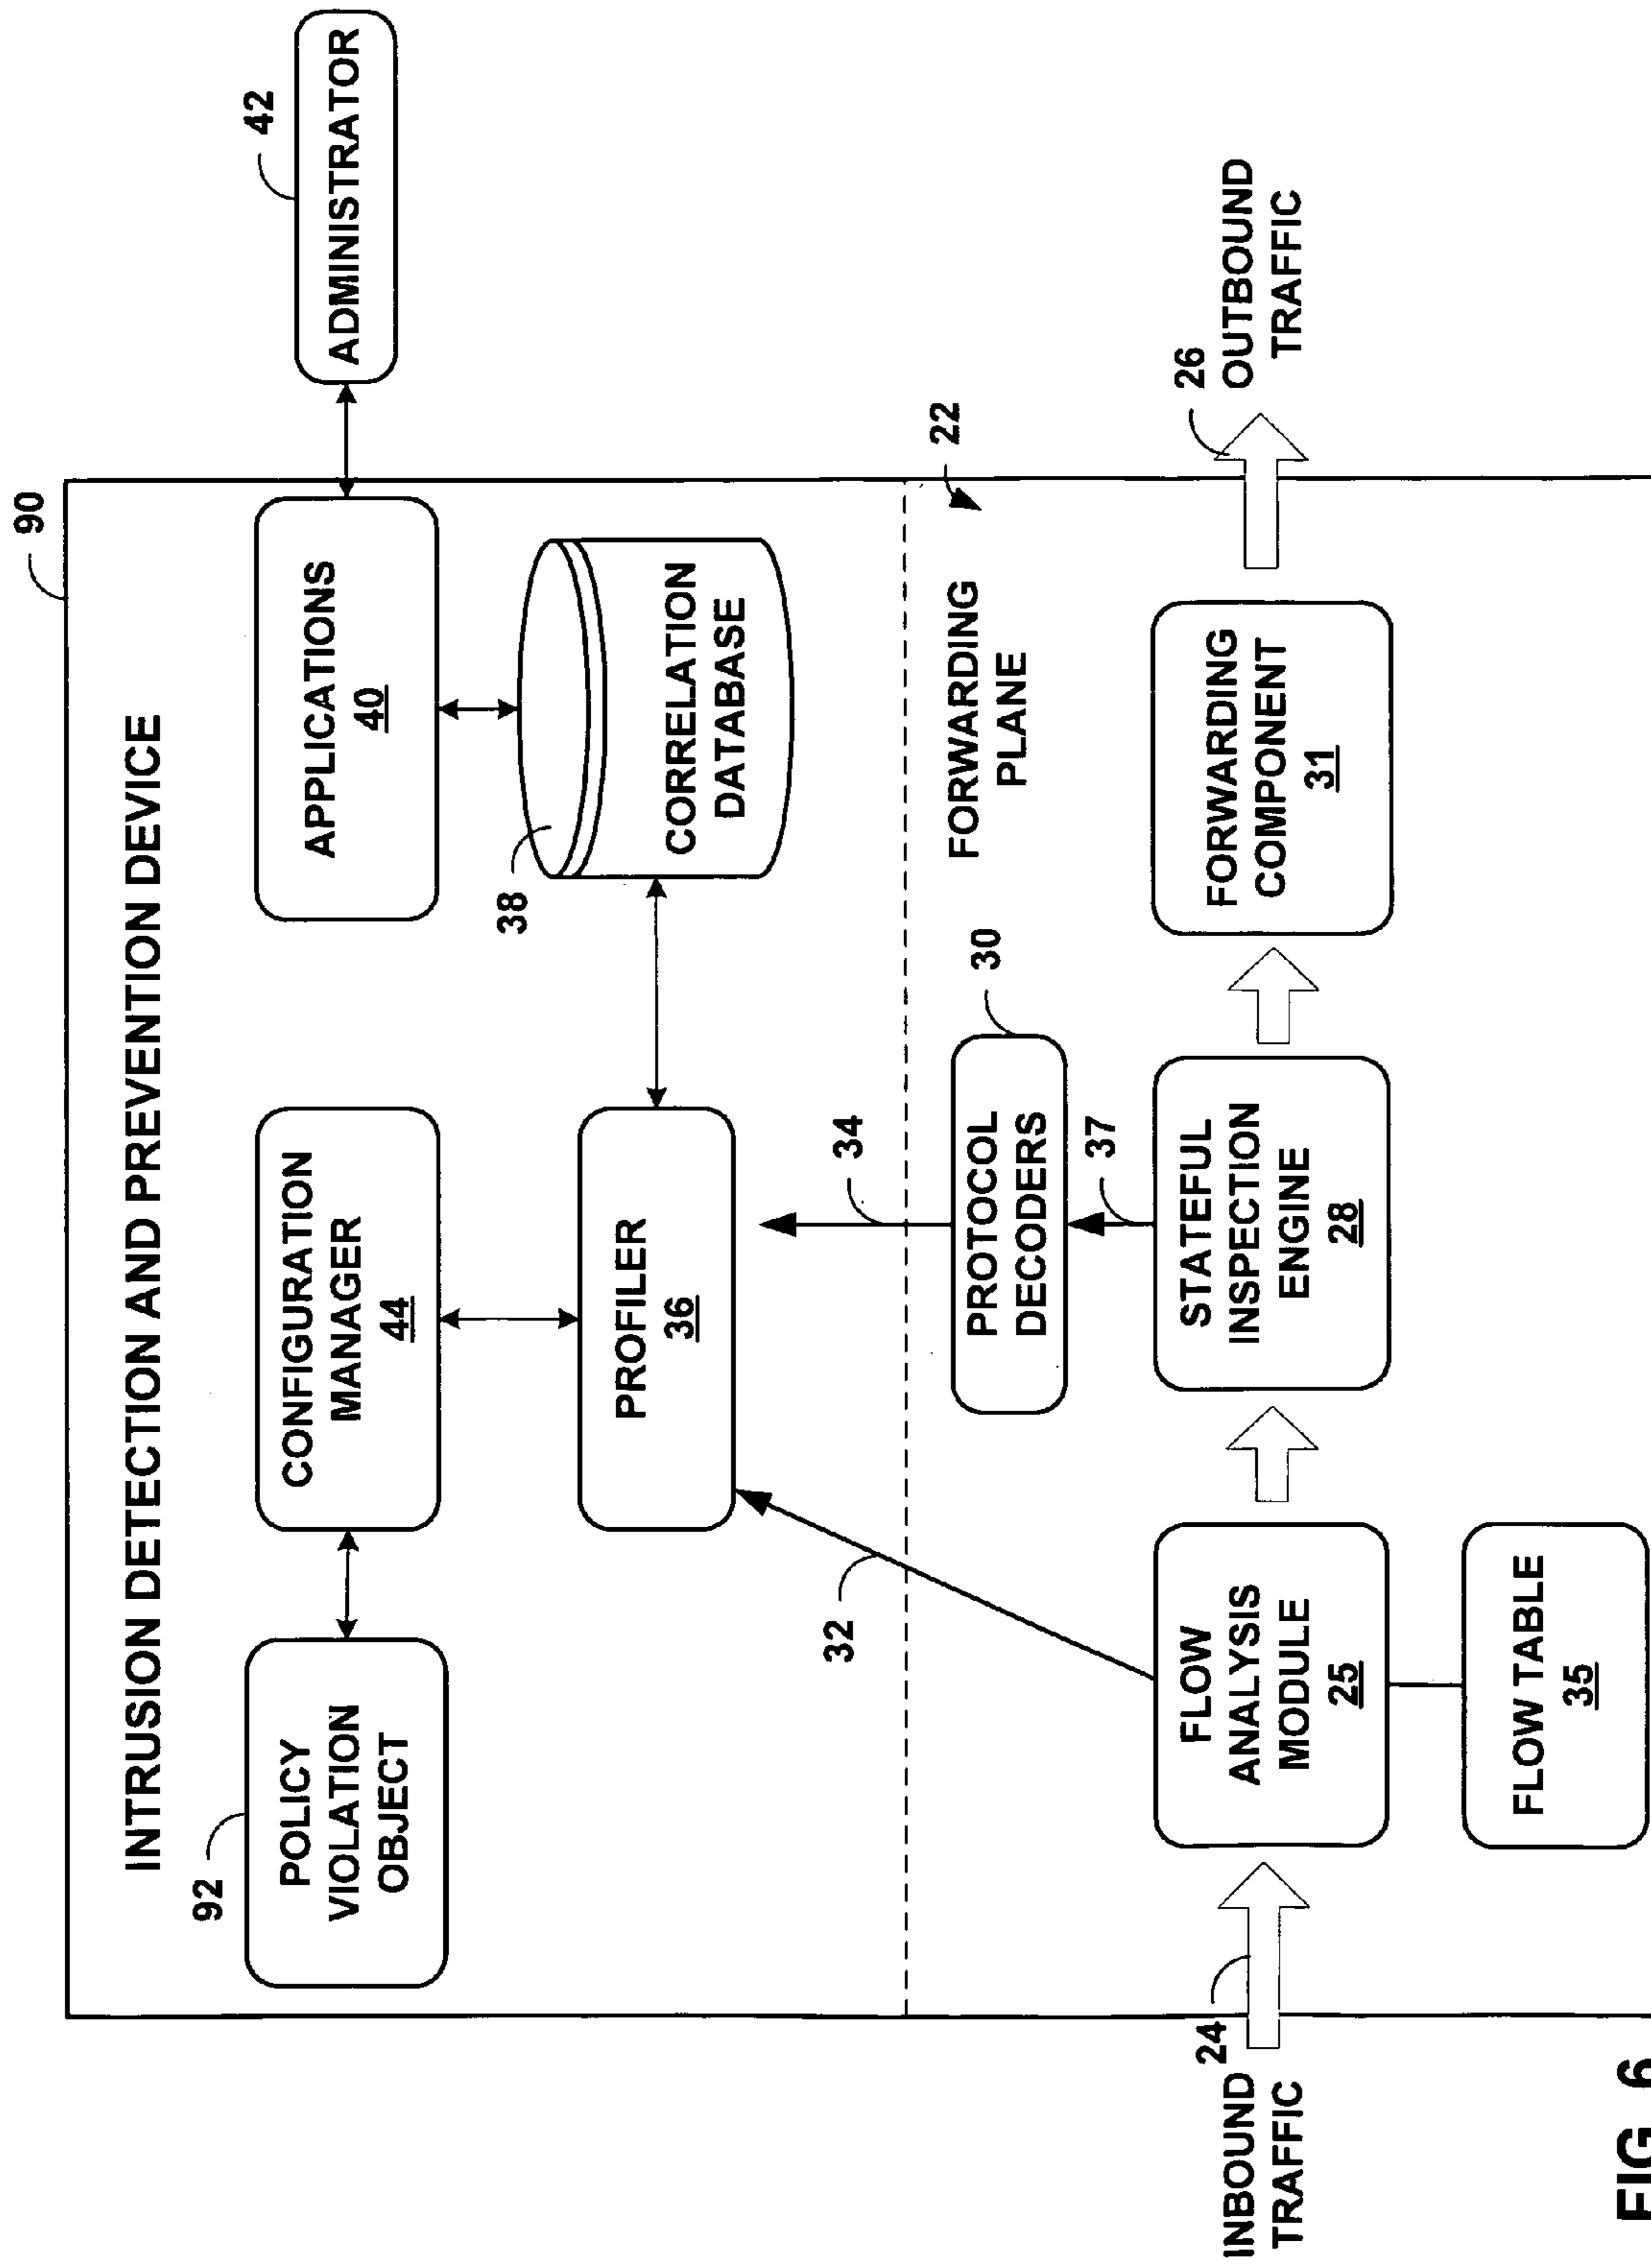 90
INTRUSION DETECTION AND PREVENTION DEVICE
92
POLICY
VIOLATION
OBJECT
CONFIGURATION
MANAGER
44
APPLICATIONS
40
42
ADMINISTRATOR
PROFILER
36
38
CORRELATION
DATABASE
32
34
FORWARDING
PLANE
22
PROTOCOL
DECODERS
30
37
INBOUND
TRAFFIC
24
FLOW
ANALYSIS
MODULE
25
STATEFUL
INSPECTION
ENGINE
28
FORWARDING
COMPONENT
31
26
OUTBOUND
TRAFFIC
FLOW TABLE
35
FIG. 6